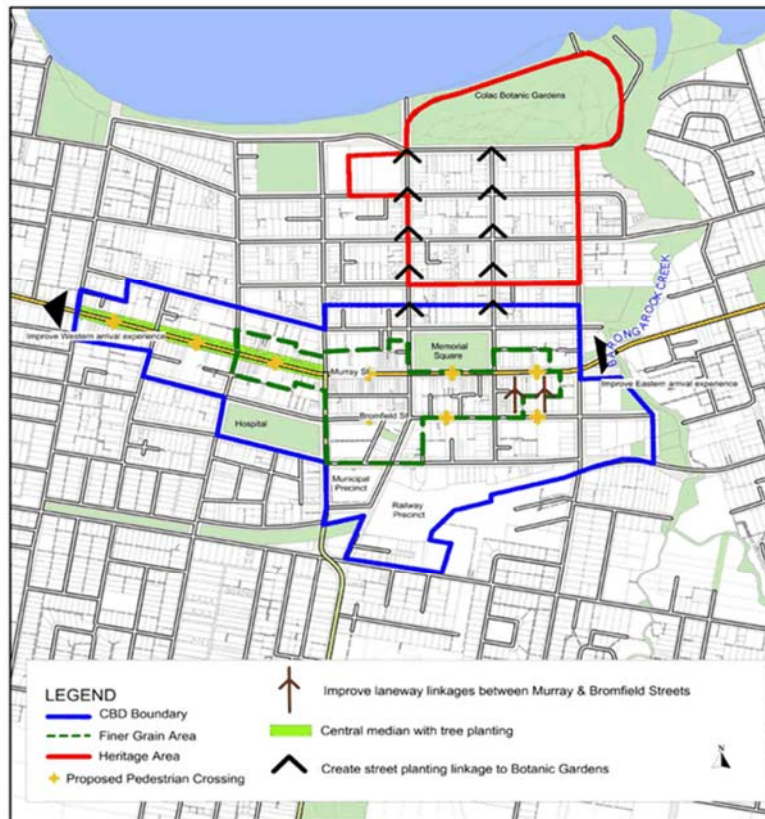 Colac Botanic Gardens
BARONGAROOK CREEK
Improve Western arrival experience
Memorial
Square
Murray St
Improve Eastern arrival experience
Bromfield St
Hospital
Municipal
Precinct
Railway
Precinct
LEGEND
CBD Boundary
Finer Grain Area
Heritage Area
Proposed Pedestrian Crossing
Improve laneway linkages between Murray & Bromfield Streets
Central median with tree planting
Create street planting linkage to Botanic Gardens
N